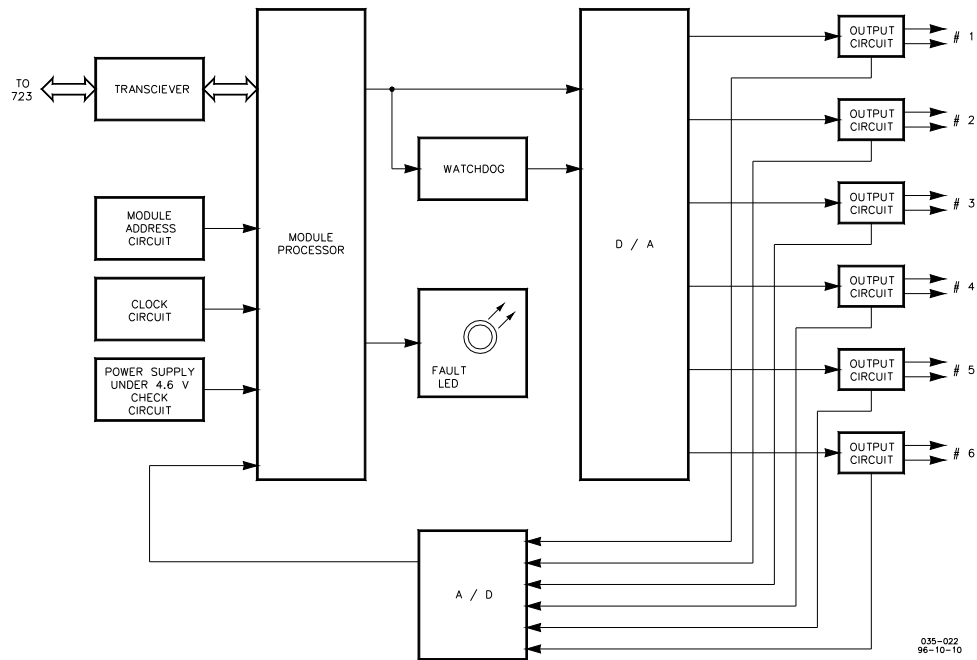 TO
723
TRANSCIEVER
MODULE
ADDRESS
CIRCUIT
CLOCK
CIRCUIT
POWER SUPPLY
UNDER 4.6 V
CHECK
CIRCUIT
MODULE
PROCESSOR
WATCHDOG
FAULT
LED
D / A
A / D
OUTPUT
CIRCUIT
# 1
OUTPUT
CIRCUIT
# 2
OUTPUT
CIRCUIT
# 3
OUTPUT
CIRCUIT
# 4
OUTPUT
CIRCUIT
# 5
OUTPUT
CIRCUIT
# 6
035-022
96-10-10